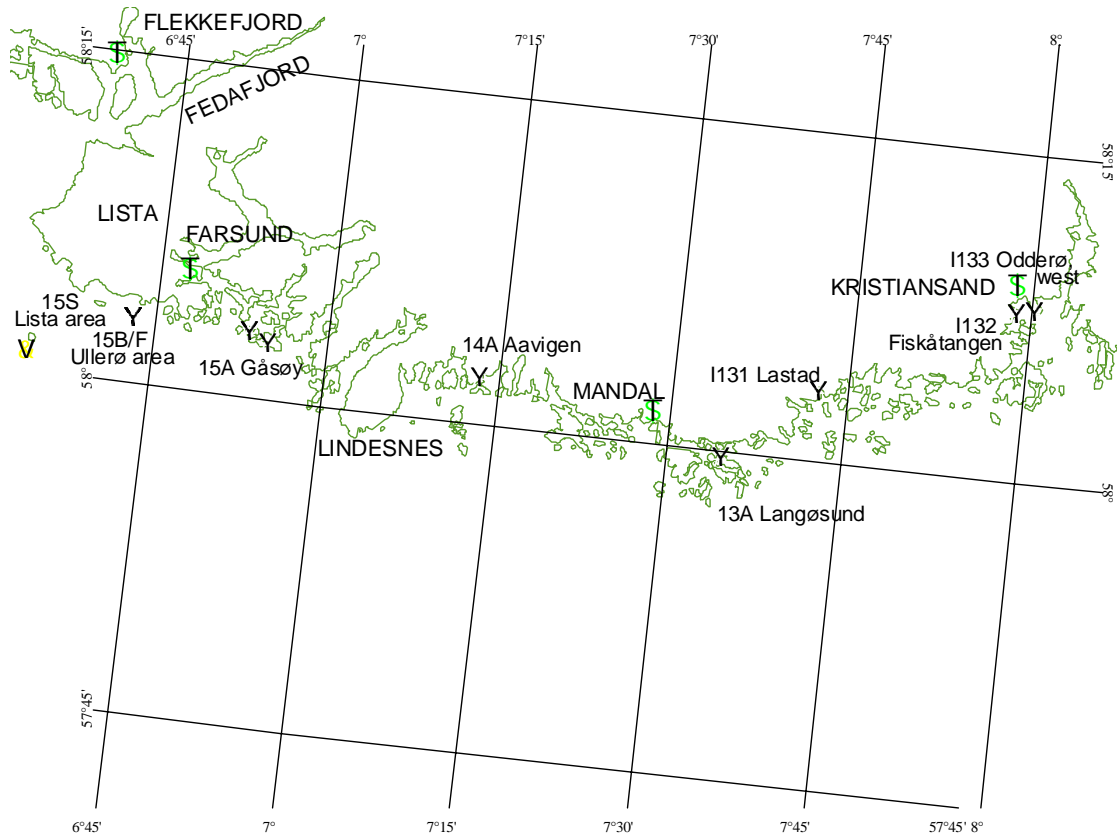 FLEKKEFJORD
58°15'
6°45'
7°
7°15'
7°30'
7°45'
8°
FEDAFJORD
58°15'
LISTA
FARSUND
I133 Odderø,
west
KRISTIANSAND
15S
Lista area
15B/F
Ullerø area
I132
Fiskåtangen
14A Aavigen
15A Gåsøy
I131 Lastad
MANDAL
58°
LINDESNES
58°
13A Langøsund
57°45'
6°45'
7°
7°15'
7°30'
7°45'
57°45'
8°